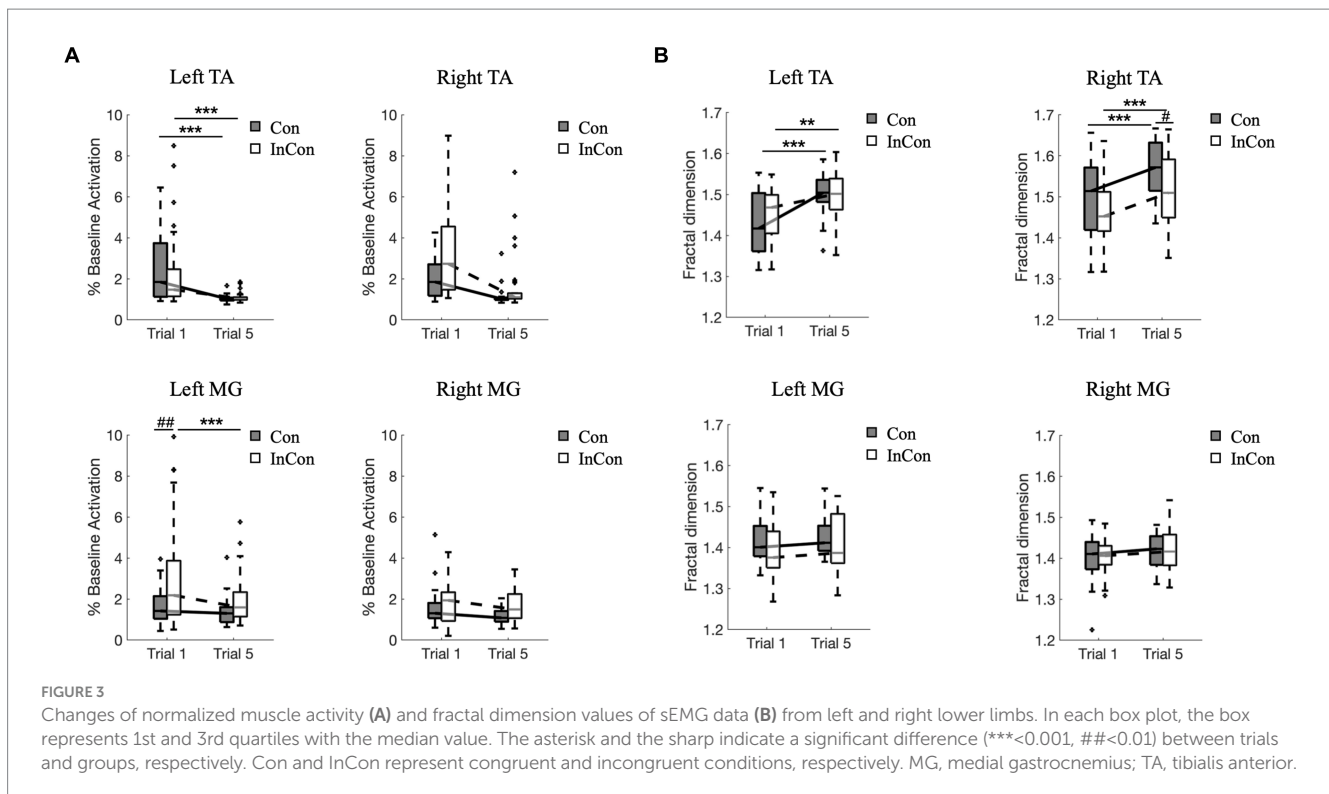 A
B
Left TA
Right TA
Left TA
Right TA
*** *** Con InCon
% Baseline Activation
10
8
6
4
2
0
Trial 1 Trial 5
Con
InCon
% Baseline Activation
10
8
6
4
2
0
Trial 1 Trial 5
** *** Con InCon
Fractal dimension
1.7
1.6
1.5
1.4
1.3
1.2
Trial 1 Trial 5
*** *** # Con InCon
Fractal dimension
1.7
1.6
1.5
1.4
1.3
1.2
Trial 1 Trial 5
Left MG
Right MG
Left MG
Right MG
## *** Con InCon
% Baseline Activation
10
8
6
4
2
0
Trial 1 Trial 5
Con
InCon
% Baseline Activation
10
8
6
4
2
0
Trial 1 Trial 5
Con
InCon
Fractal dimension
1.7
1.6
1.5
1.4
1.3
1.2
Trial 1 Trial 5
Con
InCon
Fractal dimension
1.7
1.6
1.5
1.4
1.3
1.2
Trial 1 Trial 5
FIGURE 3
Changes of normalized muscle activity (A) and fractal dimension values of sEMG data (B) from left and right lower limbs. In each box plot, the box
represents 1st and 3rd quartiles with the median value. The asterisk and the sharp indicate a significant difference (***<0.001, ##<0.01) between trials
and groups, respectively. Con and InCon represent congruent and incongruent conditions, respectively. MG, medial gastrocnemius; TA, tibialis anterior.